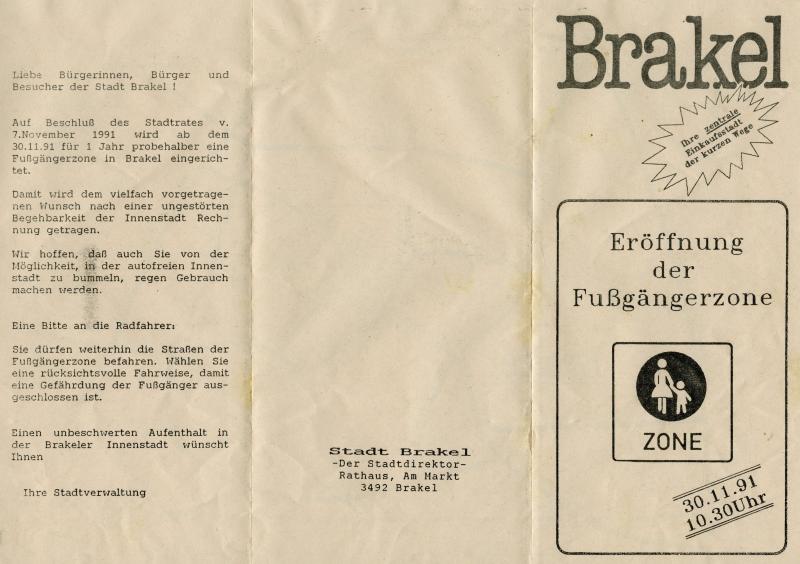 Liebe Bürgerinnen, Bürger und
Besucher der Stadt Brakel !
Auf Beschluß des Stadtrates v.
7.November 1991 wird ab dem
30.11.91 für 1 Jahr probehalber eine
Fußgängerzone in Brakel eingerich-
tet.
Damit wird dem vielfach vorgetrage-
nen Wunsch nach einer ungestörten
Begehbarkeit der Innenstadt Rech-
nung getragen.
Wir hoffen, daß auch Sie von der
Möglichkeit, in der autofreien Innen-
stadt zu bummeln, regen Gebrauch
machen werden.
Eine Bitte an die Radfahrer:
Sie dürfen weiterhin die Straßen der
Fußgängerzone befahren. Wählen Sie
eine rücksichtsvolle Fahrweise, damit
eine Gefährdung der Fußgänger aus-
geschlossen ist.
Einen unbeschwerten Aufenthalt in
der Brakeler Innenstadt wünscht
Ihnen
Ihre Stadtverwaltung
Stadt Brakel
-Der Stadtdirektor-
Rathaus, Am Markt
3492 Brakel
Brakel
Ihre zentrale
Einkaufsstadt
der kurzen Wege
Eröffnung
der
Fußgängerzone
ZONE
30.11.91
10.30Uhr